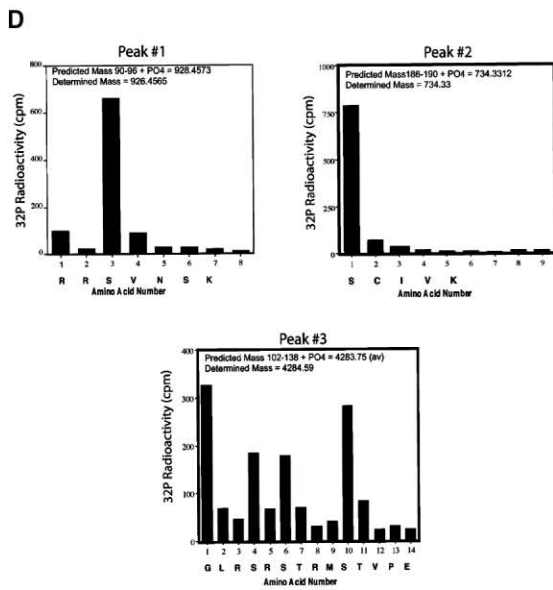 D
Peak #1
Predicted Mass 90-96 + PO4 = 928.4573
Determined Mass = 926.4565
32P Radioactivity (cpm)
800
600
400
200
0
1 2 3 4 5 6 7 8
R R S V N S K
Amino Acid Number
Peak #2
Predicted Mass186-190 + PO4 = 734.3312
Determined Mass = 734.33
32P Radioactivity (cpm)
1000
750
500
250
0
1 2 3 4 5 6 7 8 9
S C I V K
Amino Acid Number
Peak #3
Predicted Mass 102-138 + PO4 = 4283.75 (av)
Determined Mass = 4284.59
32P Radioactivity (cpm)
400
300
200
100
0
1 2 3 4 5 6 7 8 9 10 11 12 13 14
G L R S R S T R M S T V P E
Amino Acid Number